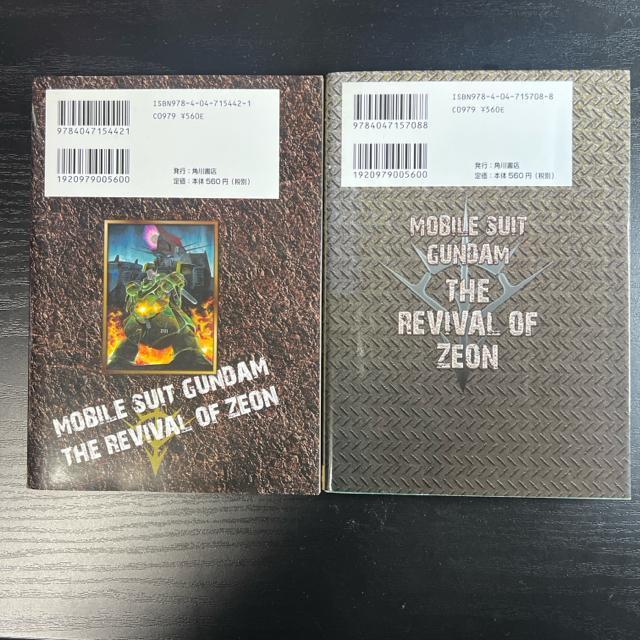 ISBN978-4-04-715442-1
C0979 ¥560E
9784047154421
1920979005600
発行：角川書店
定価：本体560円（税別）
MOBILE SUIT GUNDAM
THE REVIVAL OF ZEON
ISBN978-4-04-715708-8
C0979 ¥560E
9784047157088
1920979005600
発行：角川書店
定価：本体560円（税別）
MOBILE SUIT
GUNDAM
THE
REVIVAL OF
ZEON